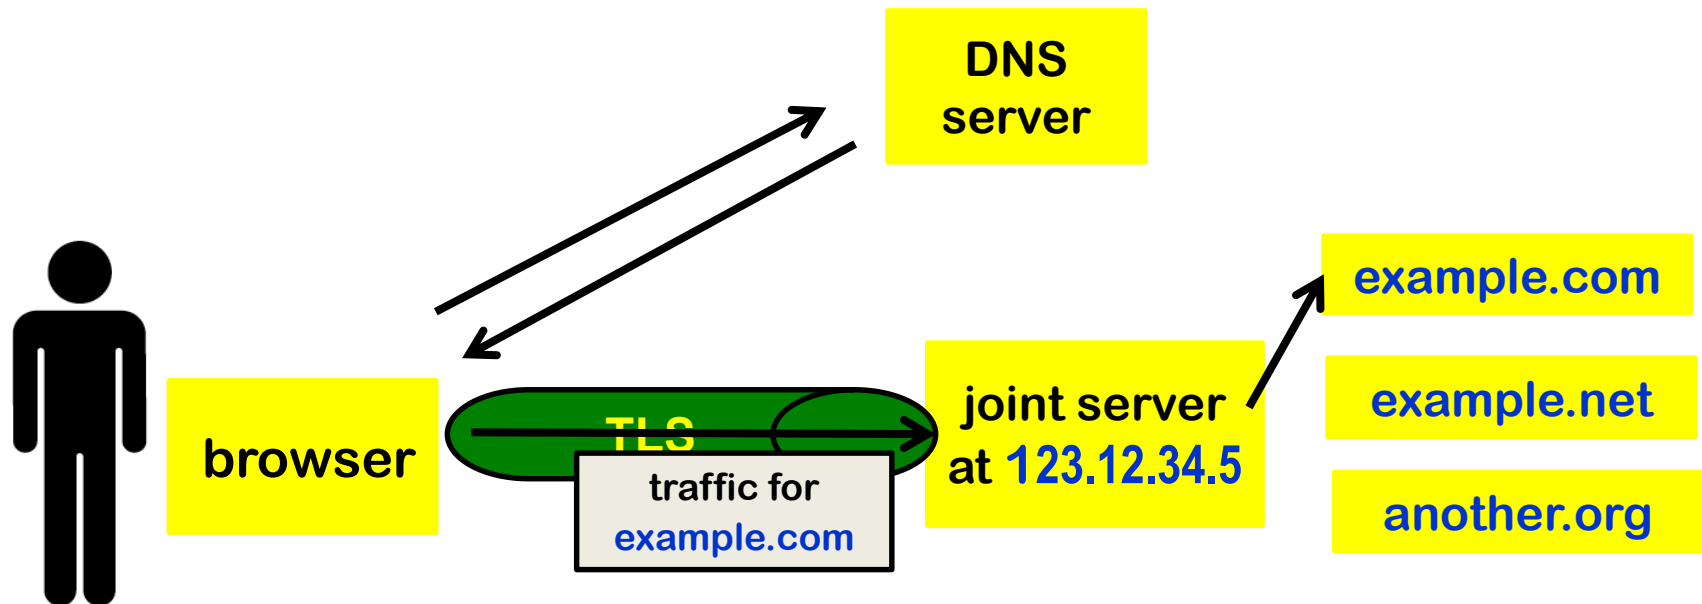 DNS
server
example.com
joint server
at 123.12.34.5
example.net
browser
TLS
traffic for
example.com
another.org